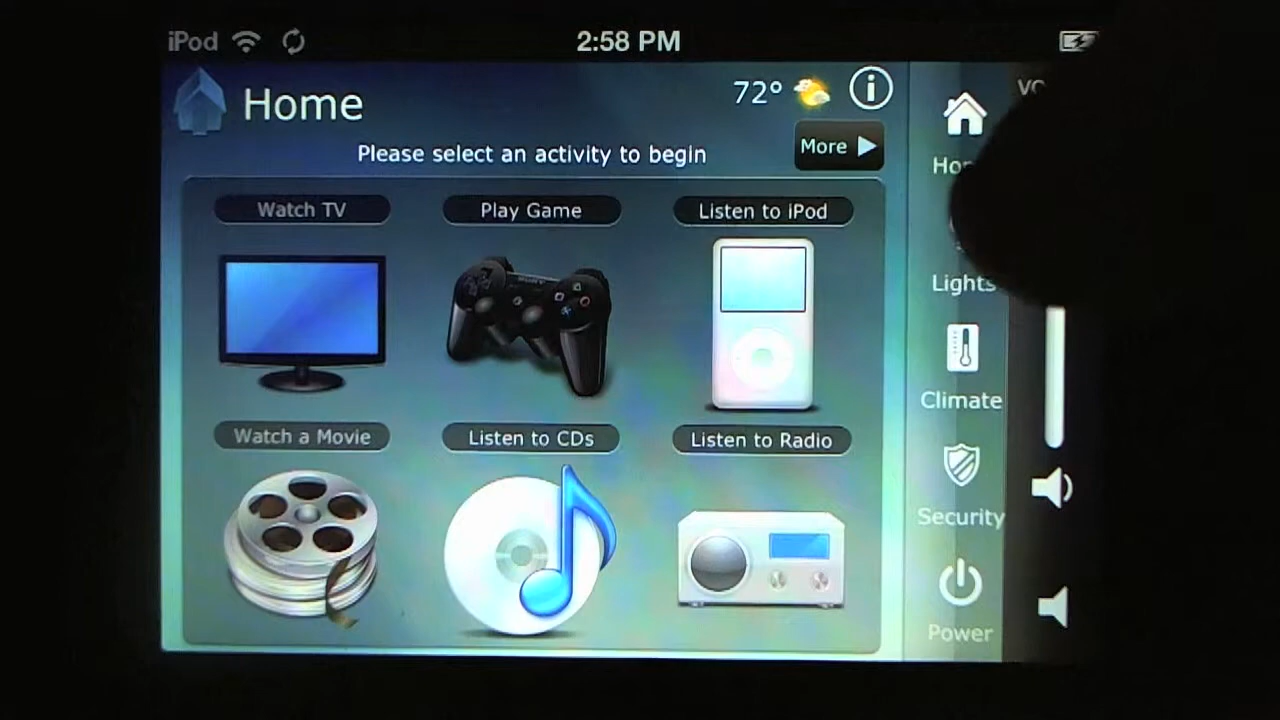 iPod 2:58 PM
Home
72°
Please select an activity to begin
More
Watch TV
Play Game
Listen to iPod
Watch a Movie
Listen to CDs
Listen to Radio
Lights
Climate
Security
Power